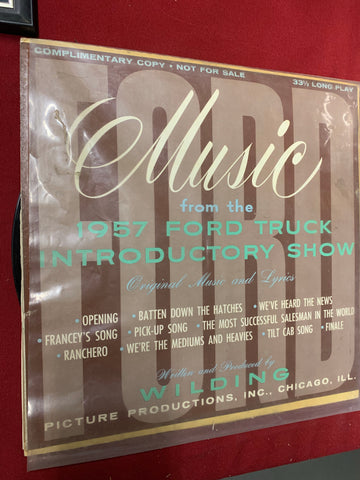 COMPLIMENTARY COPY • NOT FOR SALE 33⅓ LONG PLAY
FORD
Music
from the
1957 FORD TRUCK
INTRODUCTORY SHOW
Original Music and Lyrics
• OPENING • BATTEN DOWN THE HATCHES • WE'VE HEARD THE NEWS
• FRANCEY'S SONG • PICK-UP SONG • THE MOST SUCCESSFUL SALESMAN IN THE WORLD
• RANCHERO • WE'RE THE MEDIUMS AND HEAVIES • TILT CAB SONG • FINALE
Written and Produced by
WILDING
PICTURE PRODUCTIONS, INC., CHICAGO, ILL.